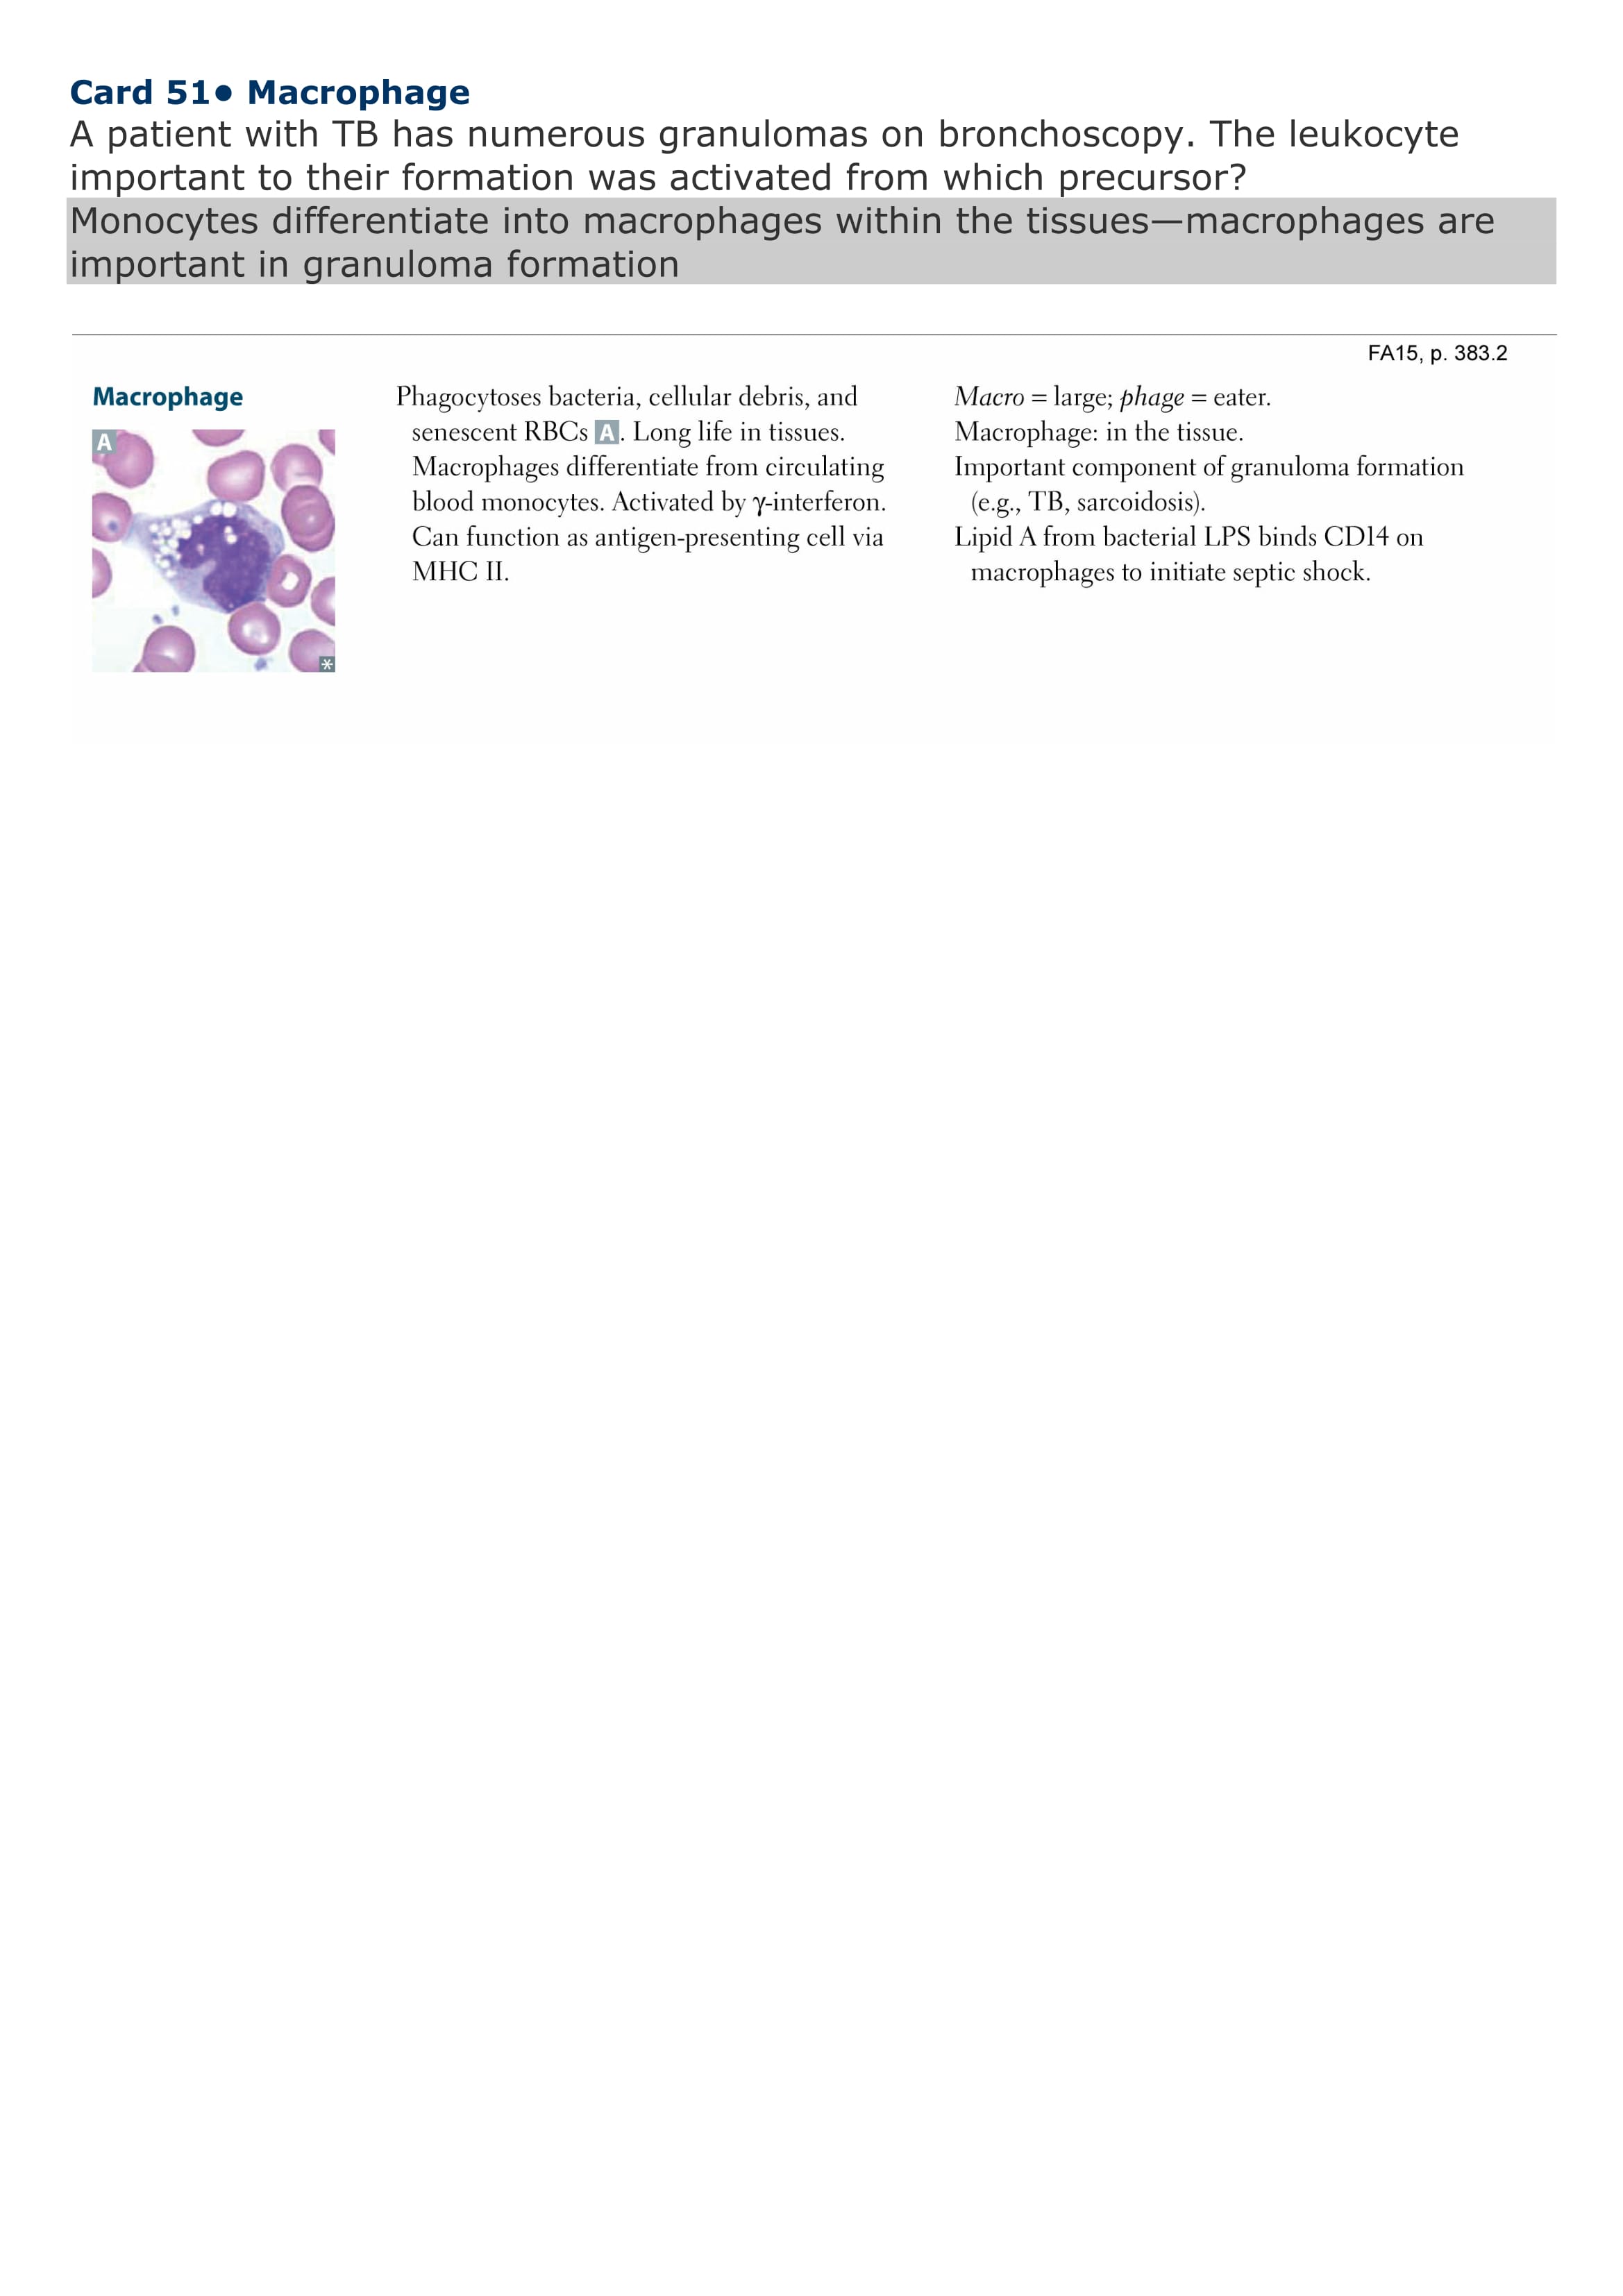 Card 51• Macrophage
A patient with TB has numerous granulomas on bronchoscopy. The leukocyte
important to their formation was activated from which precursor?
Monocytes differentiate into macrophages within the tissues—macrophages are
important in granuloma formation
FA15, p. 383.2
Macrophage
A
*
Phagocytoses bacteria, cellular debris, and
senescent RBCs A. Long life in tissues.
Macrophages differentiate from circulating
blood monocytes. Activated by γ-interferon.
Can function as antigen-presenting cell via
MHC II.
Macro = large; phage = eater.
Macrophage: in the tissue.
Important component of granuloma formation
(e.g., TB, sarcoidosis).
Lipid A from bacterial LPS binds CD14 on
macrophages to initiate septic shock.